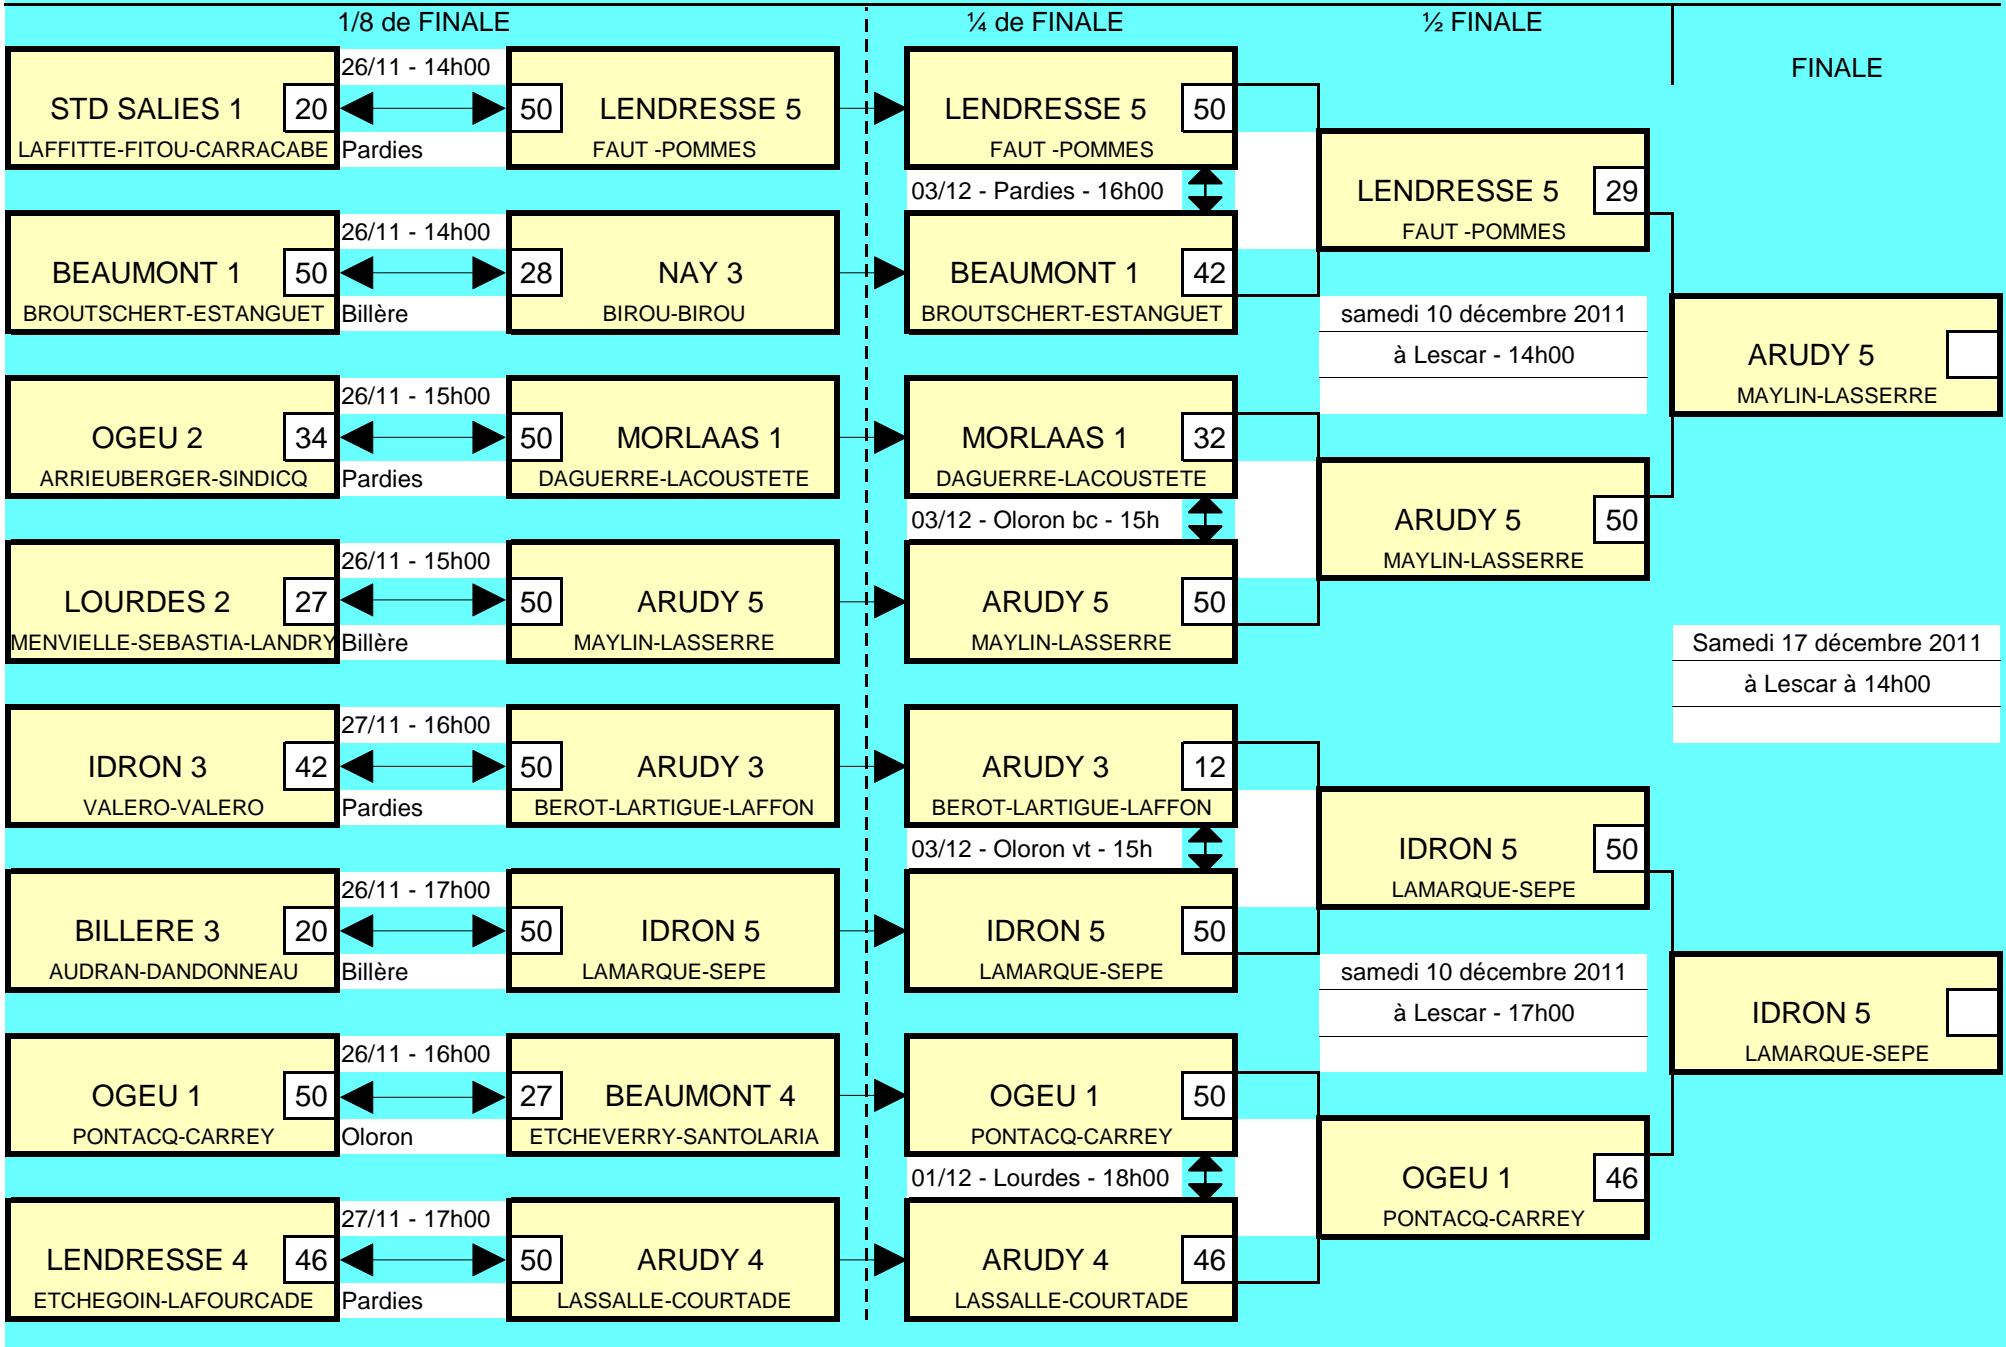 1/8 de FINALE
¼ de FINALE
½ FINALE
FINALE
26/11 - 14h00
STD SALIES 1 20 50 LENDRESSE 5
LAFFITTE-FITOU-CARRACABE Pardies FAUT -POMMES
26/11 - 14h00
BEAUMONT 1 50 28 NAY 3
BROUTSCHERT-ESTANGUET Billère BIROU-BIROU
26/11 - 15h00
OGEU 2 34 50 MORLAAS 1
ARRIEUBERGER-SINDICQ Pardies DAGUERRE-LACOUSTETE
26/11 - 15h00
LOURDES 2 27 50 ARUDY 5
MENVIELLE-SEBASTIA-LANDRY Billère MAYLIN-LASSERRE
27/11 - 16h00
IDRON 3 42 50 ARUDY 3
VALERO-VALERO Pardies BEROT-LARTIGUE-LAFFON
26/11 - 17h00
BILLERE 3 20 50 IDRON 5
AUDRAN-DANDONNEAU Billère LAMARQUE-SEPE
26/11 - 16h00
OGEU 1 50 27 BEAUMONT 4
PONTACQ-CARREY Oloron ETCHEVERRY-SANTOLARIA
27/11 - 17h00
LENDRESSE 4 46 50 ARUDY 4
ETCHEGOIN-LAFOURCADE Pardies LASSALLE-COURTADE
LENDRESSE 5 50
FAUT -POMMES
03/12 - Pardies - 16h00
BEAUMONT 1 42
BROUTSCHERT-ESTANGUET
MORLAAS 1 32
DAGUERRE-LACOUSTETE
03/12 - Oloron bc - 15h
ARUDY 5 50
MAYLIN-LASSERRE
ARUDY 3 12
BEROT-LARTIGUE-LAFFON
03/12 - Oloron vt - 15h
IDRON 5 50
LAMARQUE-SEPE
OGEU 1 50
PONTACQ-CARREY
01/12 - Lourdes - 18h00
ARUDY 4 46
LASSALLE-COURTADE
LENDRESSE 5 29
FAUT -POMMES
samedi 10 décembre 2011
à Lescar - 14h00
ARUDY 5 50
MAYLIN-LASSERRE
IDRON 5 50
LAMARQUE-SEPE
samedi 10 décembre 2011
à Lescar - 17h00
OGEU 1 46
PONTACQ-CARREY
ARUDY 5
MAYLIN-LASSERRE
Samedi 17 décembre 2011
à Lescar à 14h00
IDRON 5
LAMARQUE-SEPE